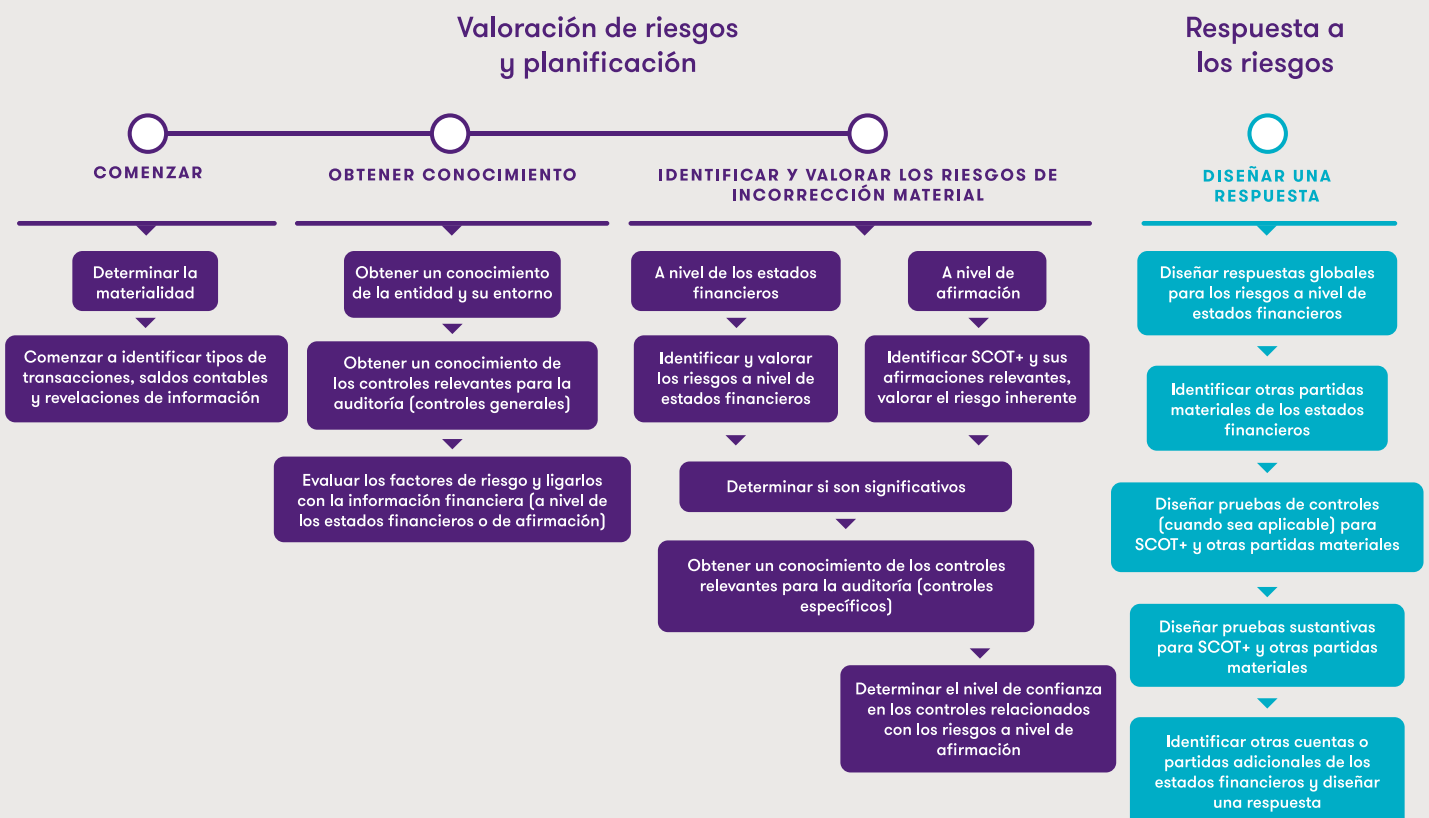 Valoración de riesgos
y planificación
Respuesta a
los riesgos
COMENZAR
OBTENER CONOCIMIENTO
IDENTIFICAR Y VALORAR LOS RIESGOS DE
INCORRECCIÓN MATERIAL
DISEÑAR UNA
RESPUESTA
Determinar la
materialidad
Comenzar a identificar tipos de
transacciones, saldos contables
y revelaciones de información
Obtener un conocimiento
de la entidad y su entorno
Obtener un conocimiento de
los controles relevantes para la
auditoría (controles generales)
Evaluar los factores de riesgo y ligarlos
con la información financiera (a nivel de
los estados financieros o de afirmación)
A nivel de los estados
financieros
Identificar y valorar
los riesgos a nivel de
estados financieros
A nivel de
afirmación
Identificar SCOT+ y sus
afirmaciones relevantes,
valorar el riesgo inherente
Determinar si son significativos
Obtener un conocimiento de los controles
relevantes para la auditoría (controles
específicos)
Determinar el nivel de confianza
en los controles relacionados
con los riesgos a nivel de
afirmación
Diseñar respuestas globales
para los riesgos a nivel de
estados financieros
Identificar otras partidas
materiales de los estados
financieros
Diseñar pruebas de controles
(cuando sea aplicable) para
SCOT+ y otras partidas materiales
Diseñar pruebas sustantivas
para SCOT+ y otras partidas
materiales
Identificar otras cuentas o
partidas adicionales de los
estados financieros y diseñar
una respuesta